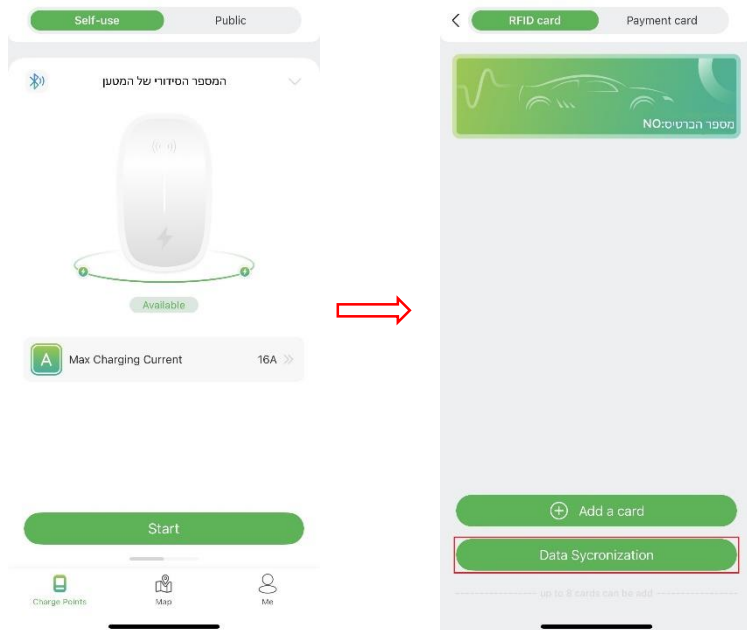 Self-use
Public
המספר הסידורי של המטען
Available
A
Max Charging Current
16A
Start
Charge Points
Map
Me
RFID card
Payment card
מספר הכרטיס:NO
Add a card
Data Sycronization
up to 8 cards can be add